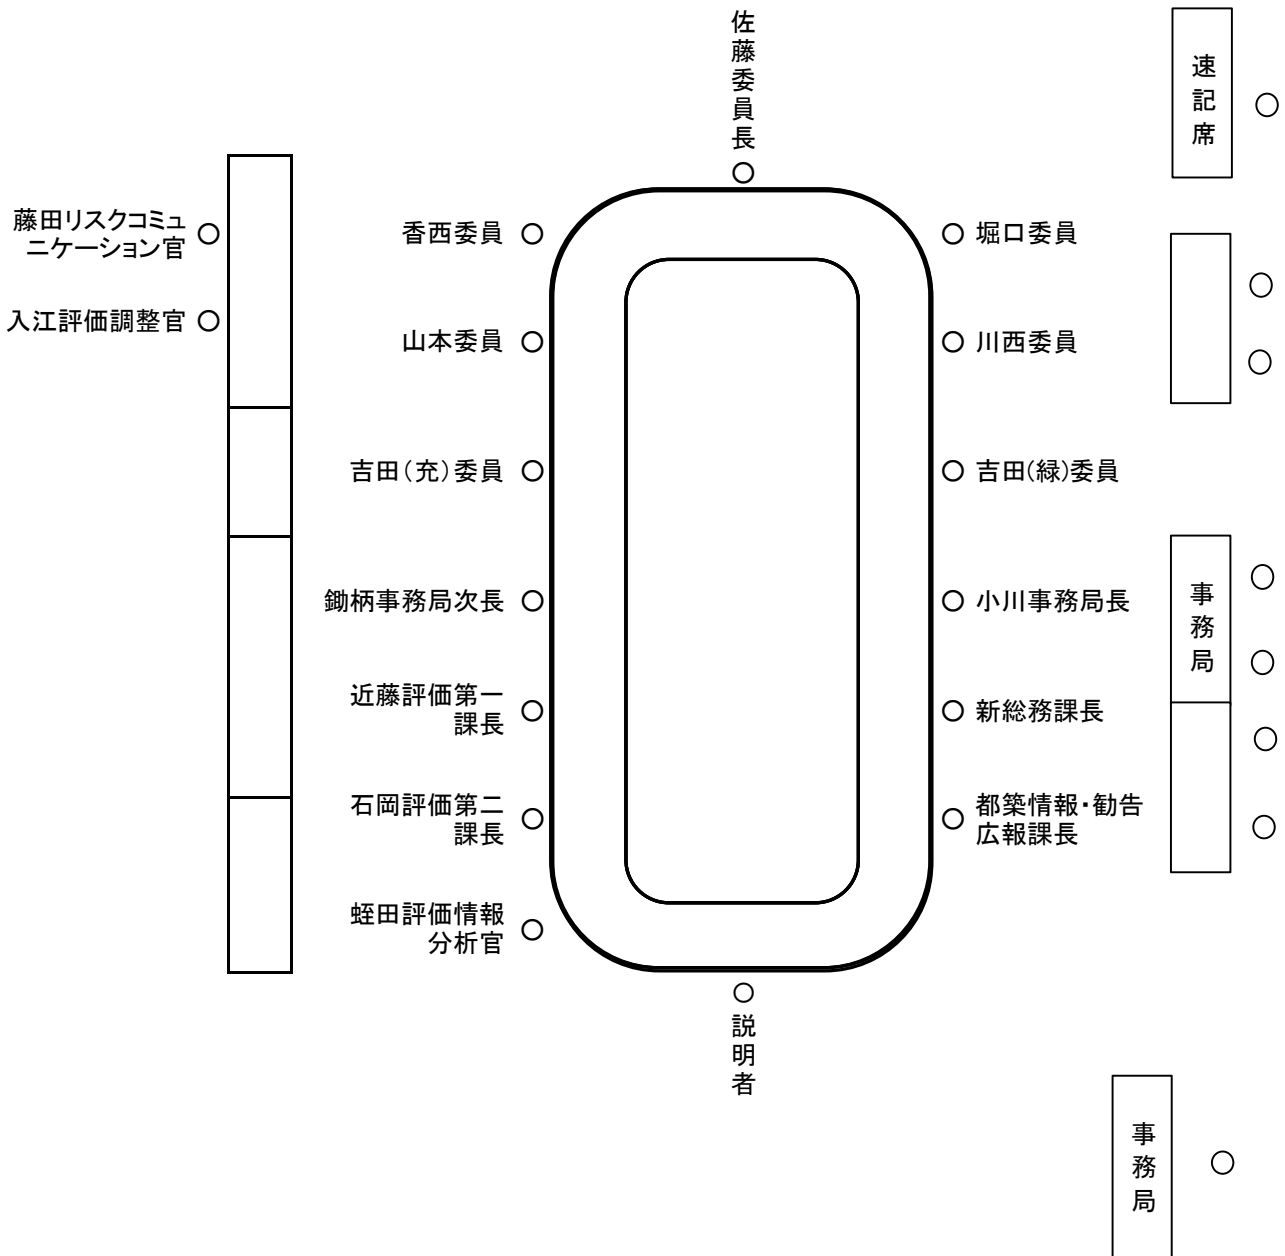 佐藤委員長
速記席
藤田リスクコミュ
ニケーション官
香西委員
堀口委員
入江評価調整官
山本委員
川西委員
吉田（充）委員
吉田(緑)委員
鋤柄事務局次長
小川事務局長
事務局
近藤評価第一
課長
新総務課長
石岡評価第二
課長
都築情報・勧告
広報課長
蛭田評価情報
分析官
説明者
事務局